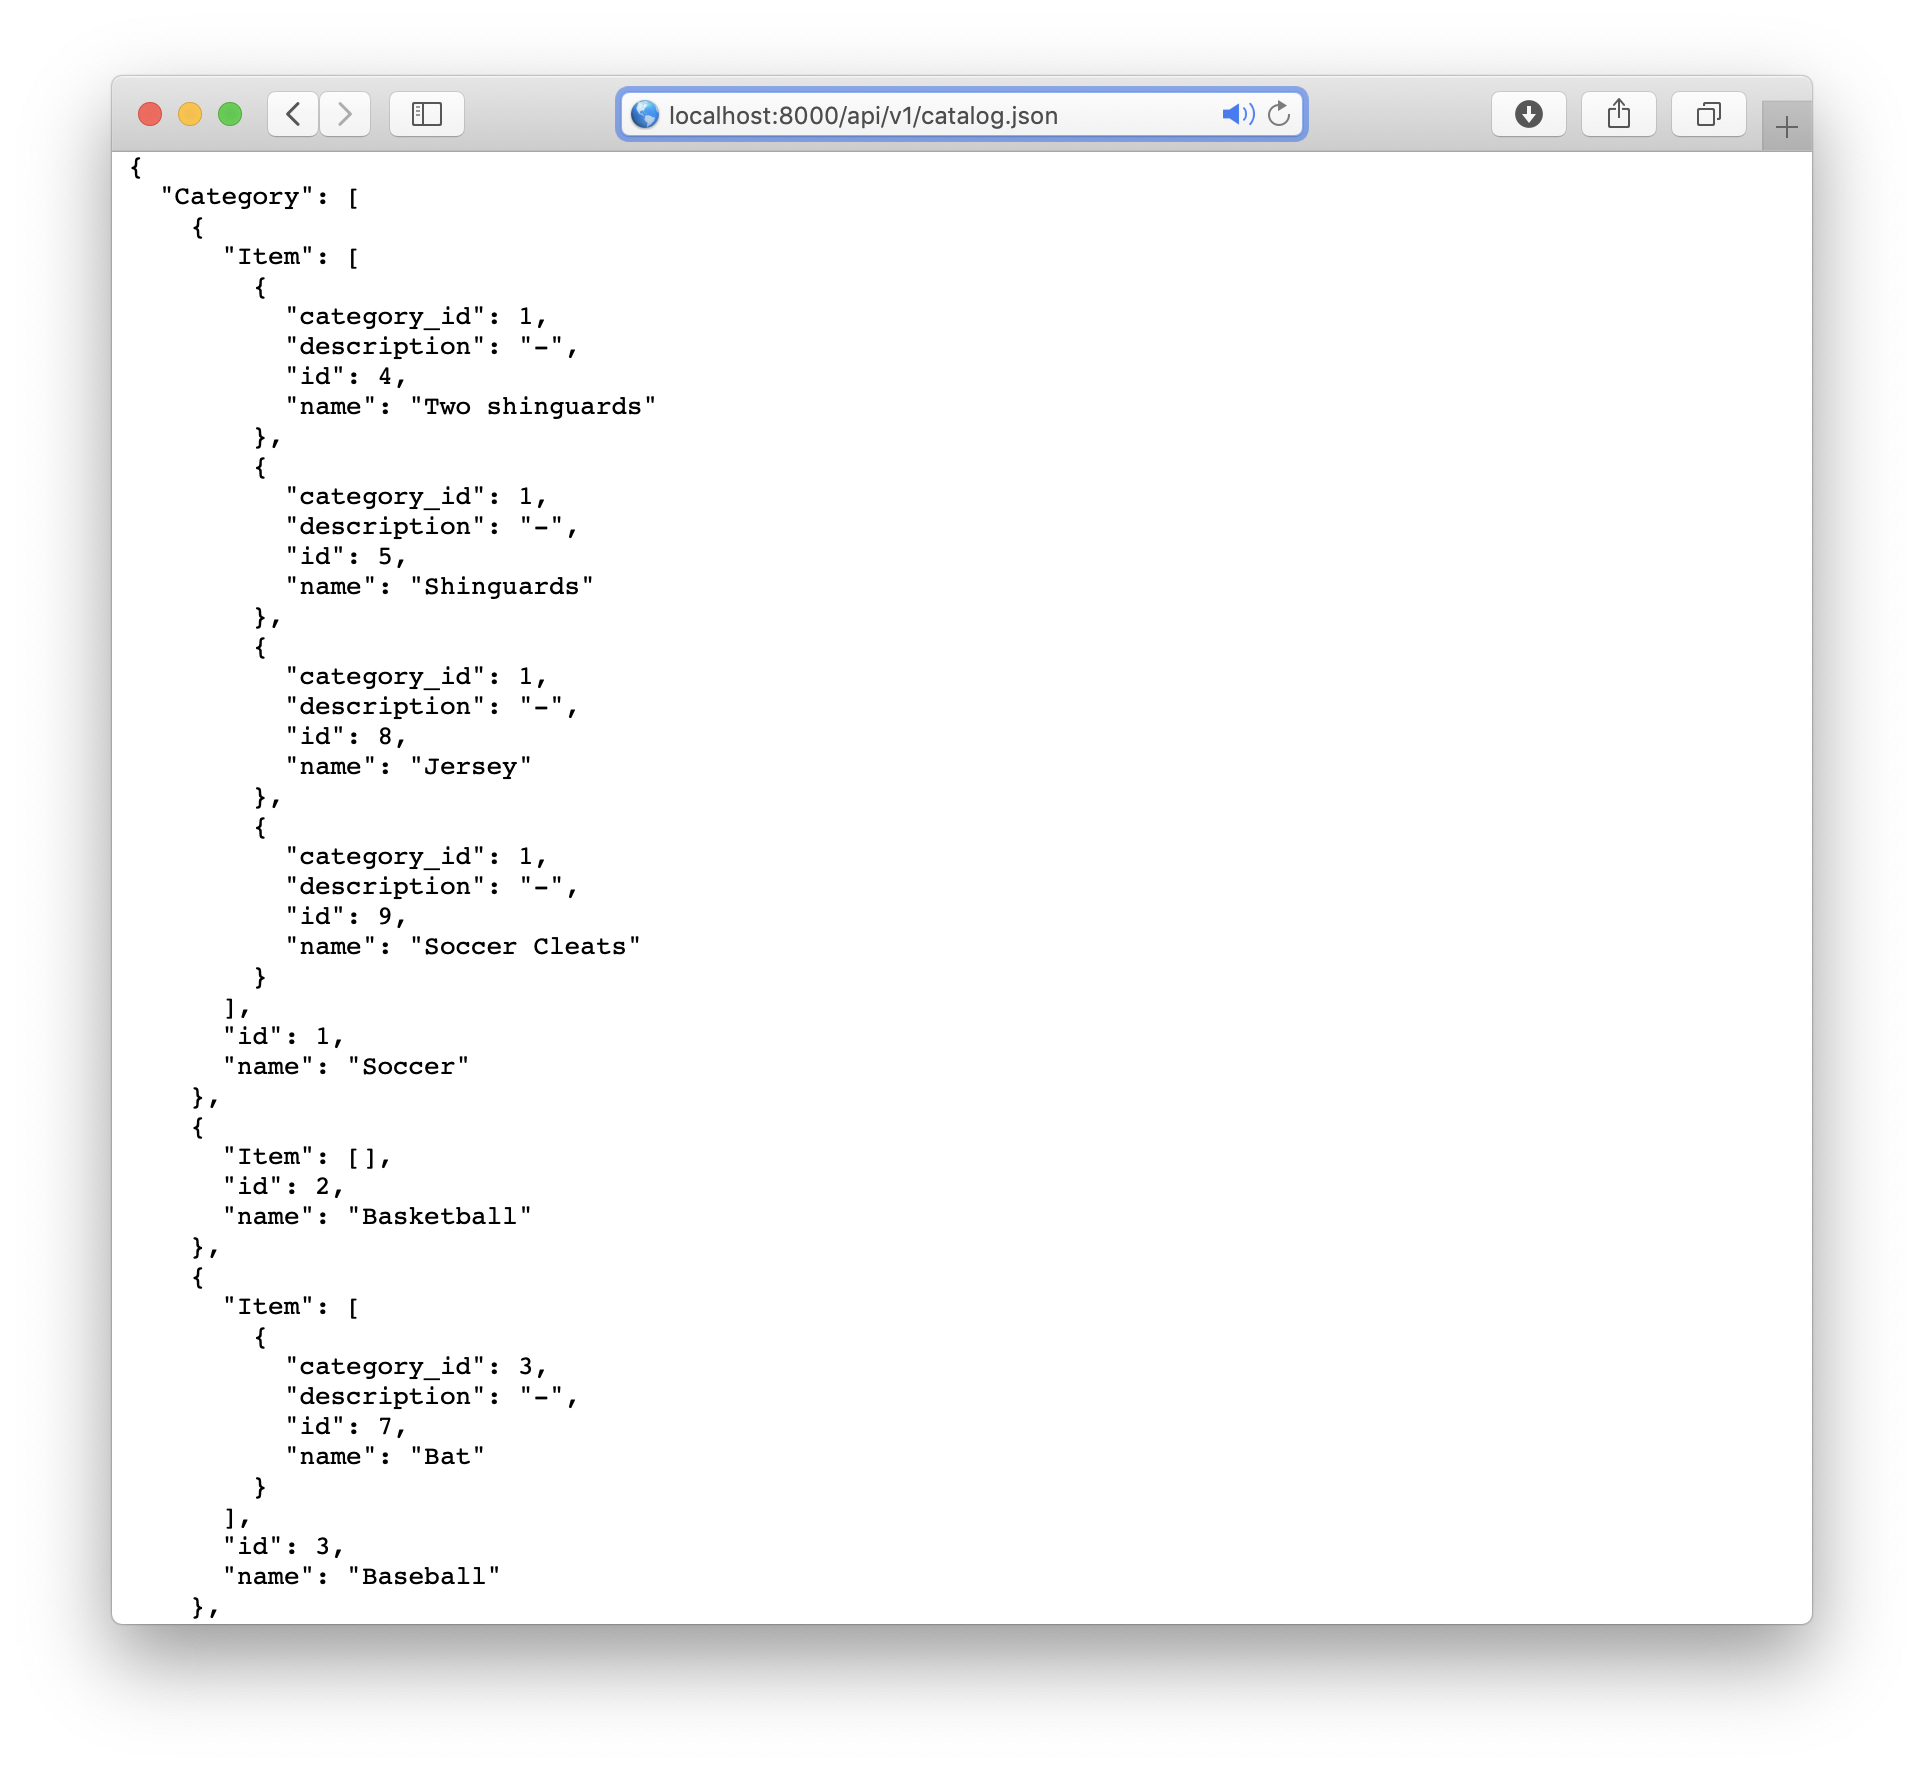 localhost:8000/api/v1/catalog.json
{
  "Category": [
    {
      "Item": [
        {
          "category_id": 1,
          "description": "-",
          "id": 4,
          "name": "Two shinguards"
        },
        {
          "category_id": 1,
          "description": "-",
          "id": 5,
          "name": "Shinguards"
        },
        {
          "category_id": 1,
          "description": "-",
          "id": 8,
          "name": "Jersey"
        },
        {
          "category_id": 1,
          "description": "-",
          "id": 9,
          "name": "Soccer Cleats"
        }
      ],
      "id": 1,
      "name": "Soccer"
    },
    {
      "Item": [],
      "id": 2,
      "name": "Basketball"
    },
    {
      "Item": [
        {
          "category_id": 3,
          "description": "-",
          "id": 7,
          "name": "Bat"
        }
      ],
      "id": 3,
      "name": "Baseball"
    },